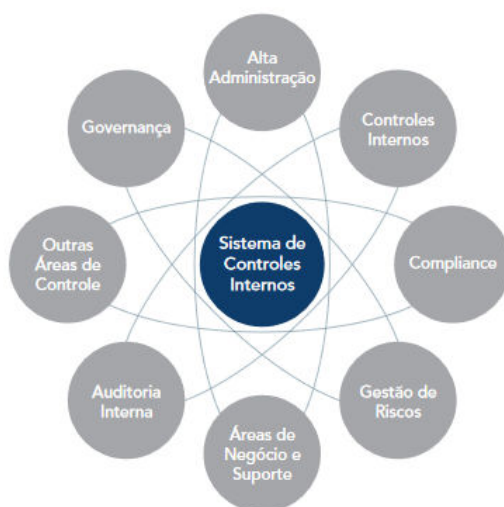 Alta
Administração
Governança
Controles
Internos
Outras
Áreas de
Controle
Sistema de
Controles
Internos
Compliance
Auditoria
Interna
Gestão de
Riscos
Áreas de
Negócio e
Suporte